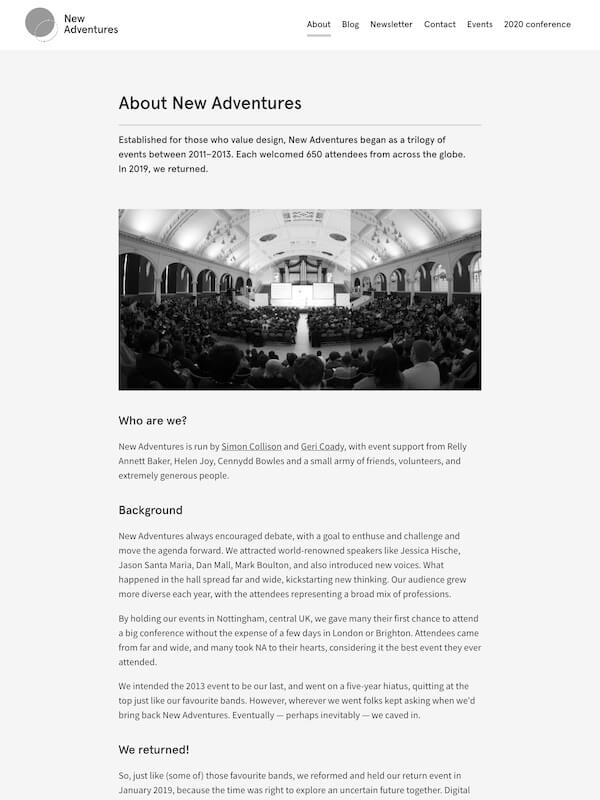 New
Adventures
About Blog Newsletter Contact Events 2020 conference
About New Adventures
Established for those who value design, New Adventures began as a trilogy of
events between 2011–2013. Each welcomed 650 attendees from across the globe.
In 2019, we returned.
Who are we?
New Adventures is run by Simon Collison and Geri Coady, with event support from Relly
Annett Baker, Helen Joy, Cennydd Bowles and a small army of friends, volunteers, and
extremely generous people.
Background
New Adventures always encouraged debate, with a goal to enthuse and challenge and
move the agenda forward. We attracted world-renowned speakers like Jessica Hische,
Jason Santa Maria, Dan Mall, Mark Boulton, and also introduced new voices. What
happened in the hall spread far and wide, kickstarting new thinking. Our audience grew
more diverse each year, with the attendees representing a broad mix of professions.
By holding our events in Nottingham, central UK, we gave many their first chance to attend
a big conference without the expense of a few days in London or Brighton. Attendees came
from far and wide, and many took NA to their hearts, considering it the best event they ever
attended.
We intended the 2013 event to be our last, and went on a five-year hiatus, quitting at the
top just like our favourite bands. However, wherever we went folks kept asking when we'd
bring back New Adventures. Eventually — perhaps inevitably — we caved in.
We returned!
So, just like (some of) those favourite bands, we reformed and held our return event in
January 2019, because the time was right to explore an uncertain future together. Digital